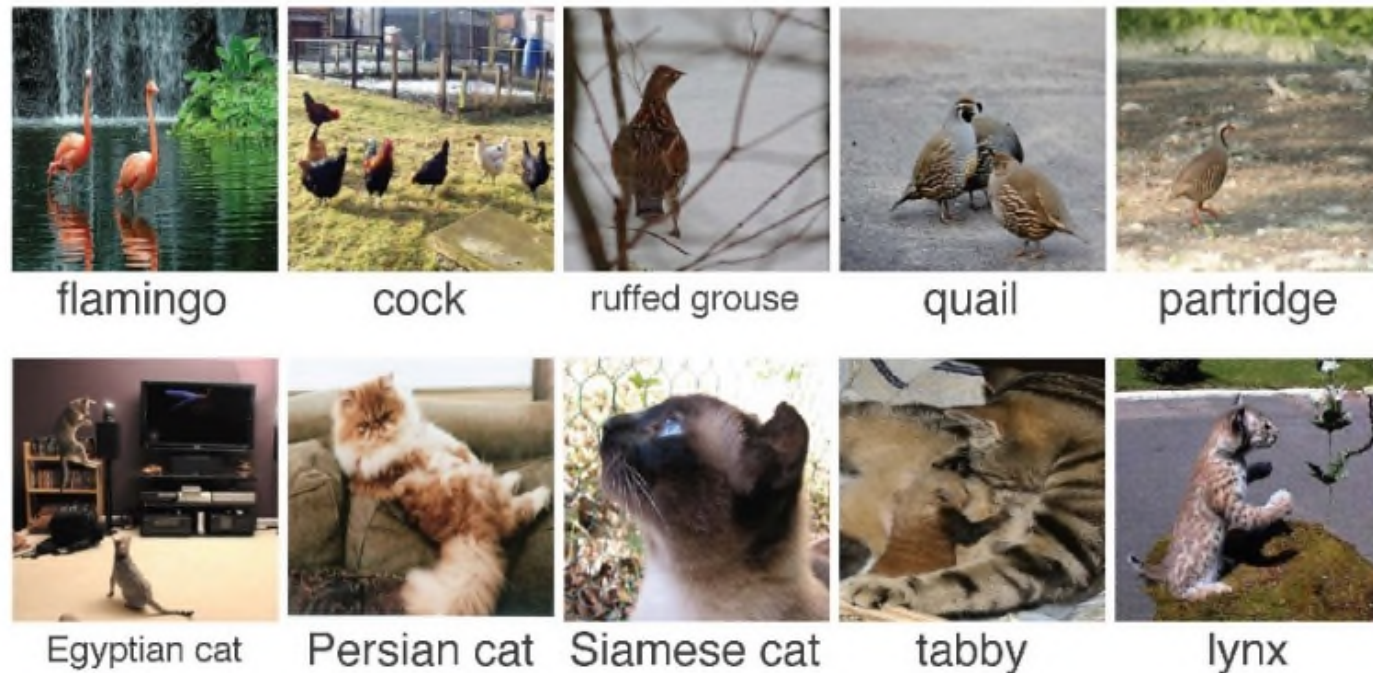 flamingo
cock
ruffed grouse
quail
partridge
Egyptian cat
Persian cat
Siamese cat
tabby
lynx